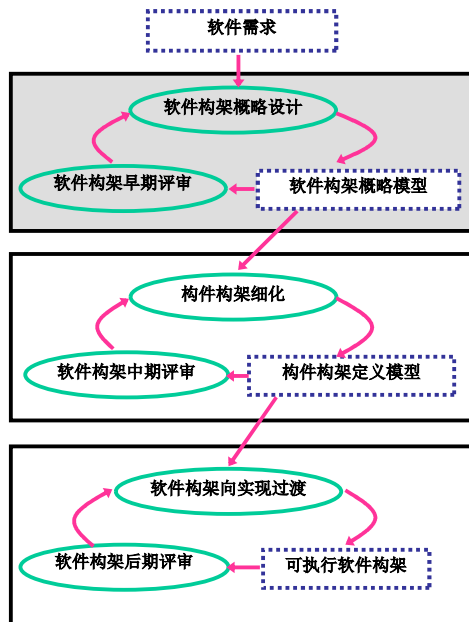 软件需求
软件构架概略设计
软件构架早期评审
软件构架概略模型
构件构架细化
软件构架中期评审
构件构架定义模型
软件构架向实现过渡
软件构架后期评审
可执行软件构架